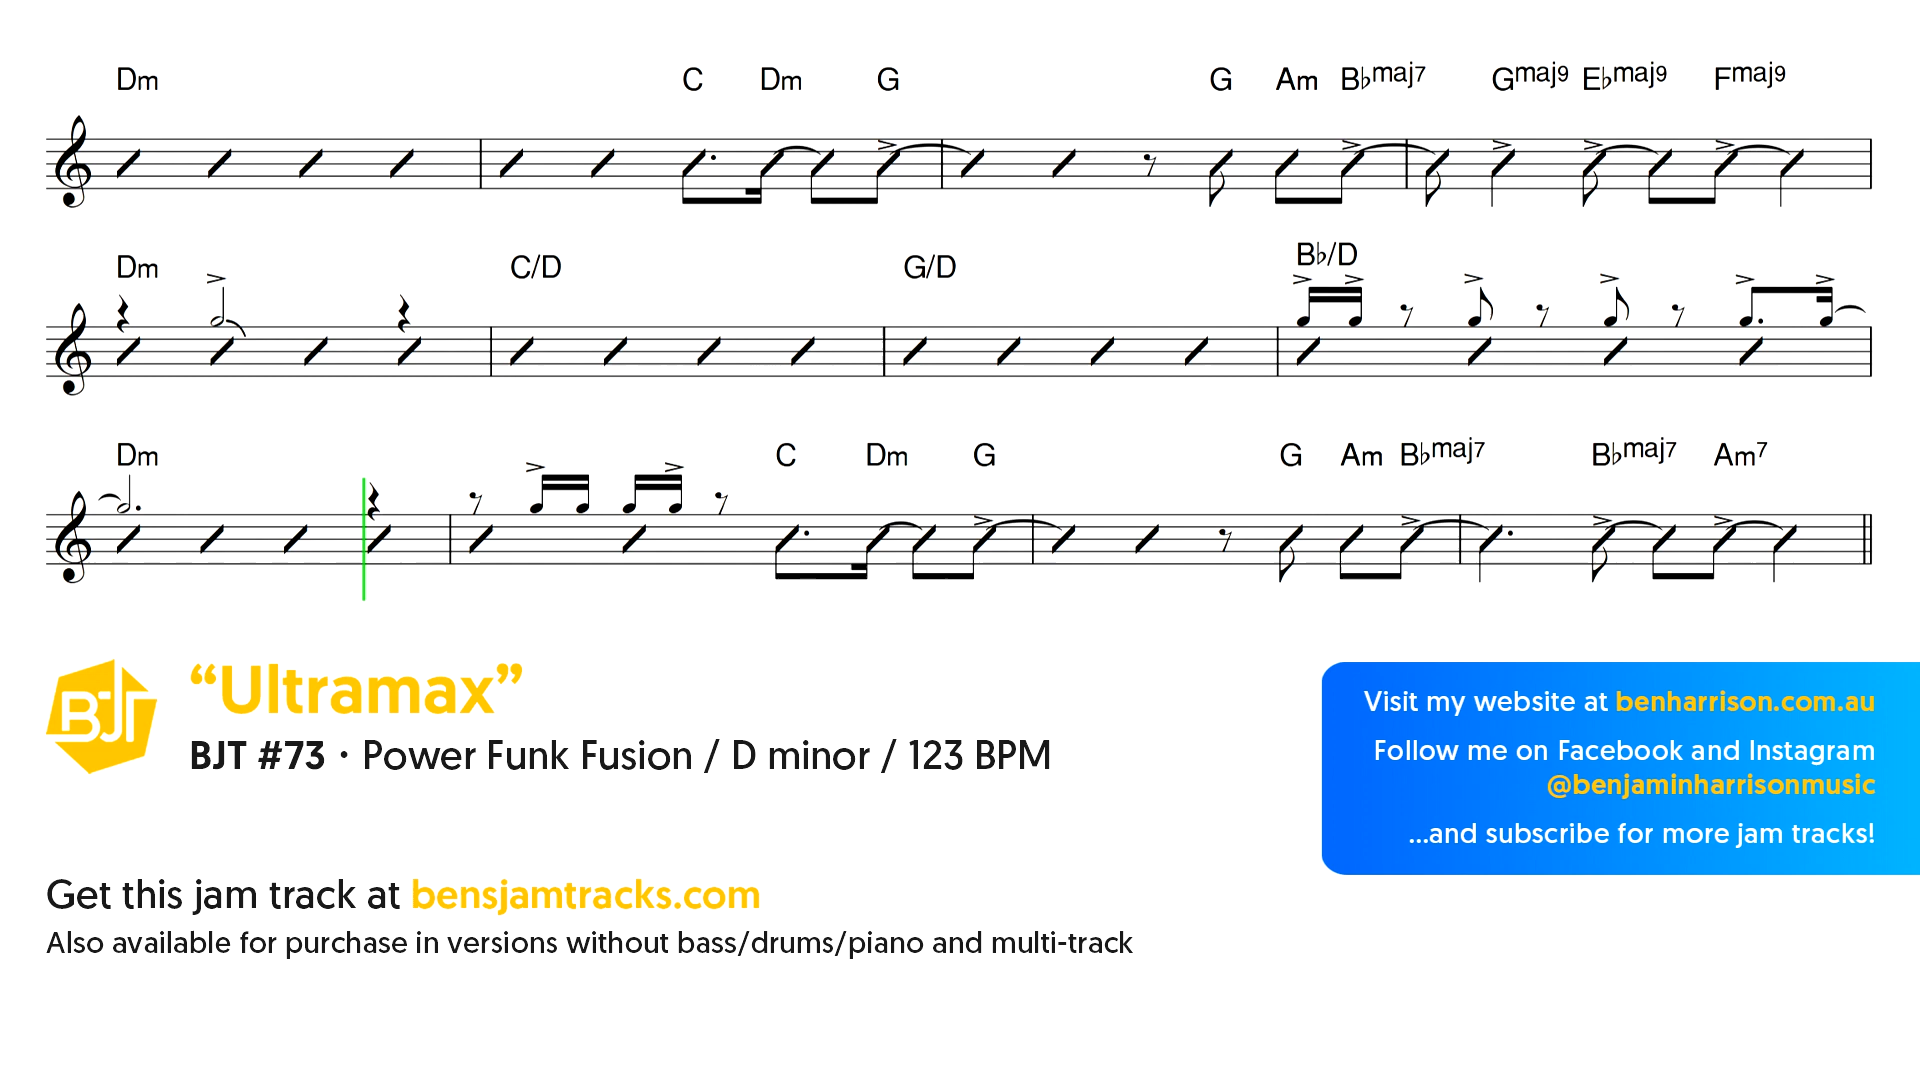 Dm C Dm G G Am B♭maj7 Gmaj9 E♭maj9 Fmaj9
Dm C/D G/D B♭/D
Dm C Dm G G Am B♭maj7 B♭maj7 Am7
BJT
“Ultramax”
BJT #73 · Power Funk Fusion / D minor / 123 BPM
Visit my website at benharrison.com.au
Follow me on Facebook and Instagram
@benjaminharrisonmusic
...and subscribe for more jam tracks!
Get this jam track at bensjamtracks.com
Also available for purchase in versions without bass/drums/piano and multi-track